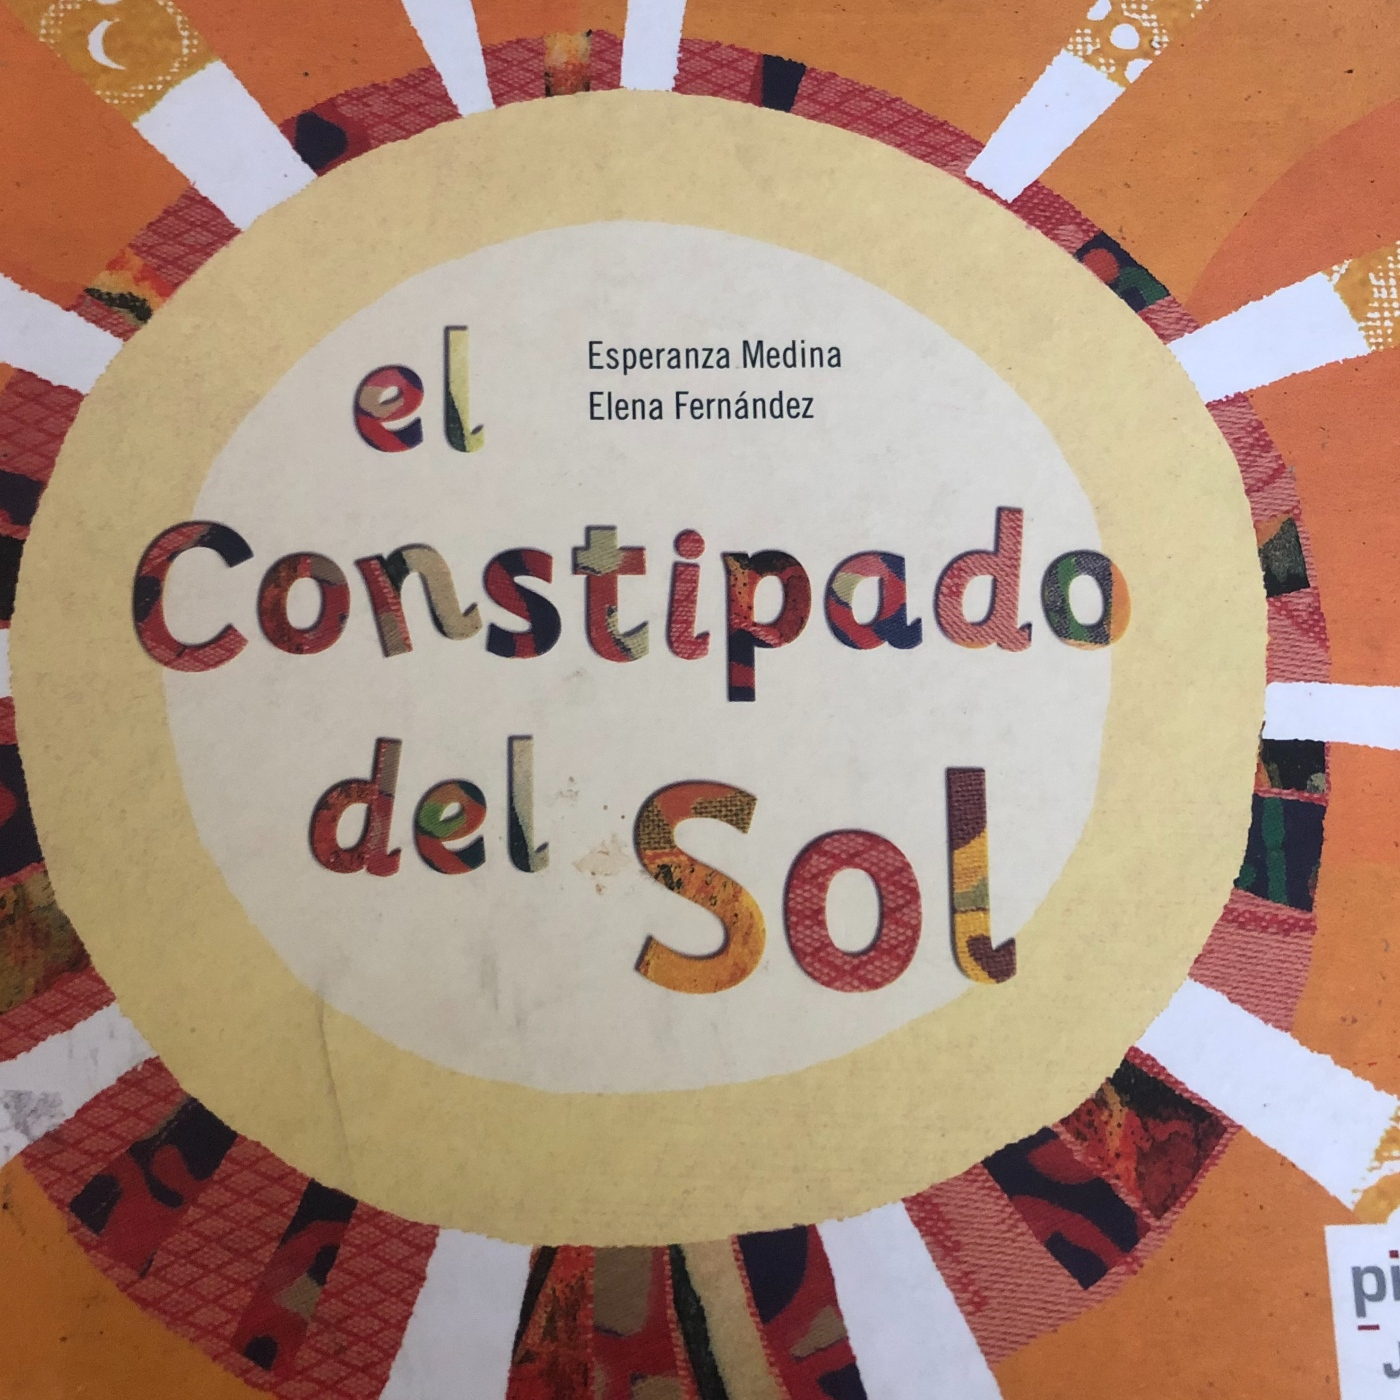 el
Esperanza Medina
Elena Fernández
Constipado
del Sol